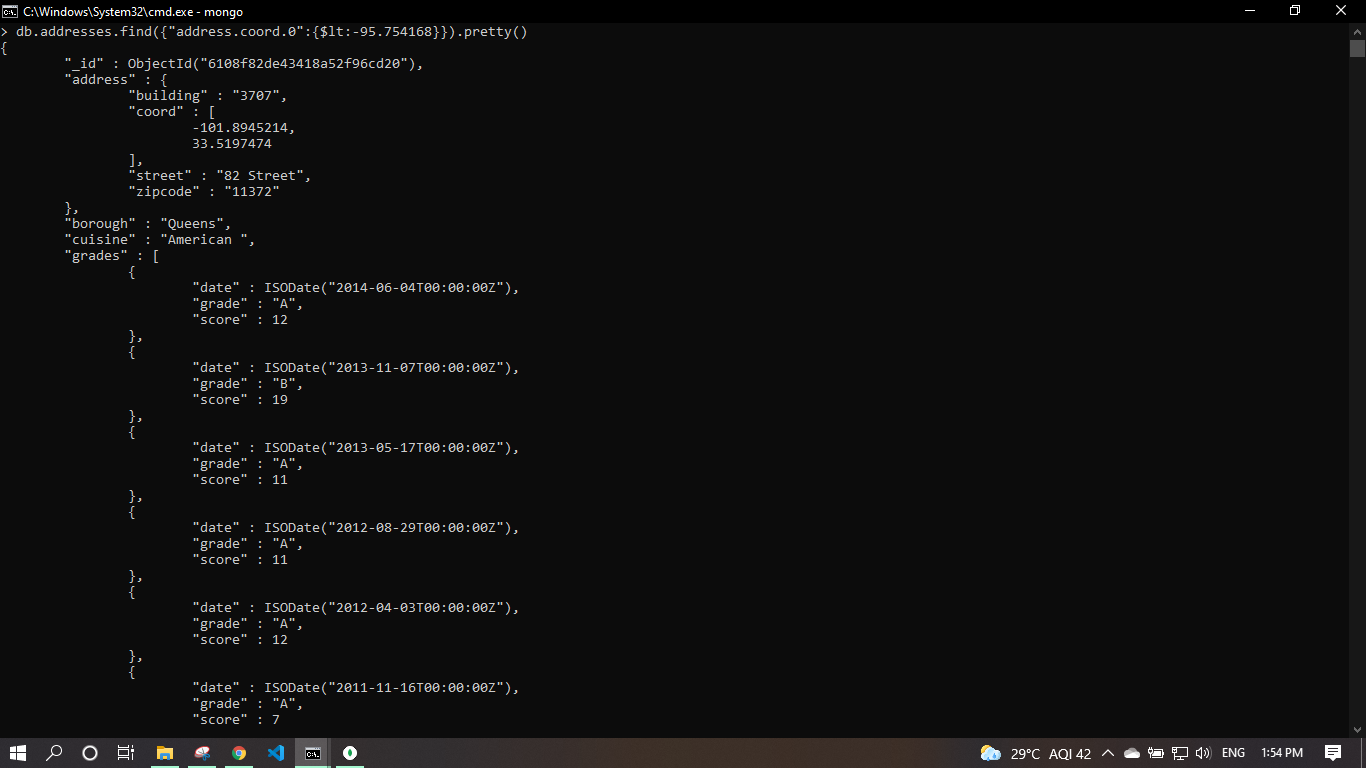 C:\Windows\System32\cmd.exe - mongo
> db.addresses.find({"address.coord.0":{$lt:-95.754168}}).pretty()
{
"_id" : ObjectId("6108f82de43418a52f96cd20"),
"address" : {
"building" : "3707",
"coord" : [
-101.8945214,
33.5197474
],
"street" : "82 Street",
"zipcode" : "11372"
},
"borough" : "Queens",
"cuisine" : "American ",
"grades" : [
{
"date" : ISODate("2014-06-04T00:00:00Z"),
"grade" : "A",
"score" : 12
},
{
"date" : ISODate("2013-11-07T00:00:00Z"),
"grade" : "B",
"score" : 19
},
{
"date" : ISODate("2013-05-17T00:00:00Z"),
"grade" : "A",
"score" : 11
},
{
"date" : ISODate("2012-08-29T00:00:00Z"),
"grade" : "A",
"score" : 11
},
{
"date" : ISODate("2012-04-03T00:00:00Z"),
"grade" : "A",
"score" : 12
},
{
"date" : ISODate("2011-11-16T00:00:00Z"),
"grade" : "A",
"score" : 7
29°C AQI 42 ENG 1:54 PM